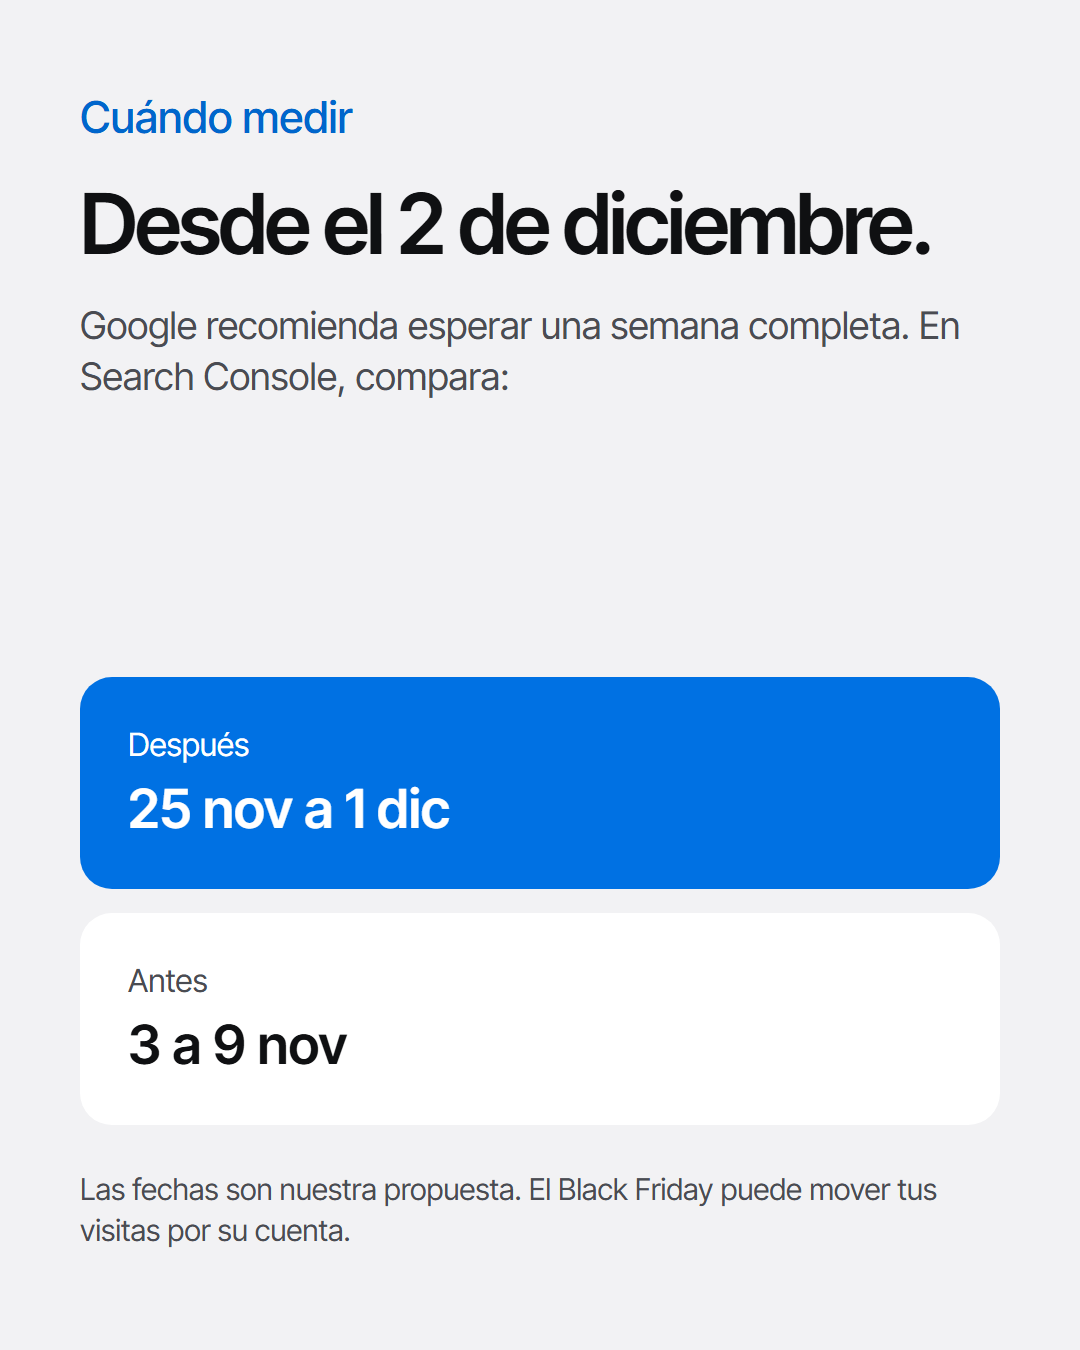 Cuándo medir
Desde el 2 de diciembre.
Google recomienda esperar una semana completa. En
Search Console, compara:
Después
25 nov a 1 dic
Antes
3 a 9 nov
Las fechas son nuestra propuesta. El Black Friday puede mover tus
visitas por su cuenta.